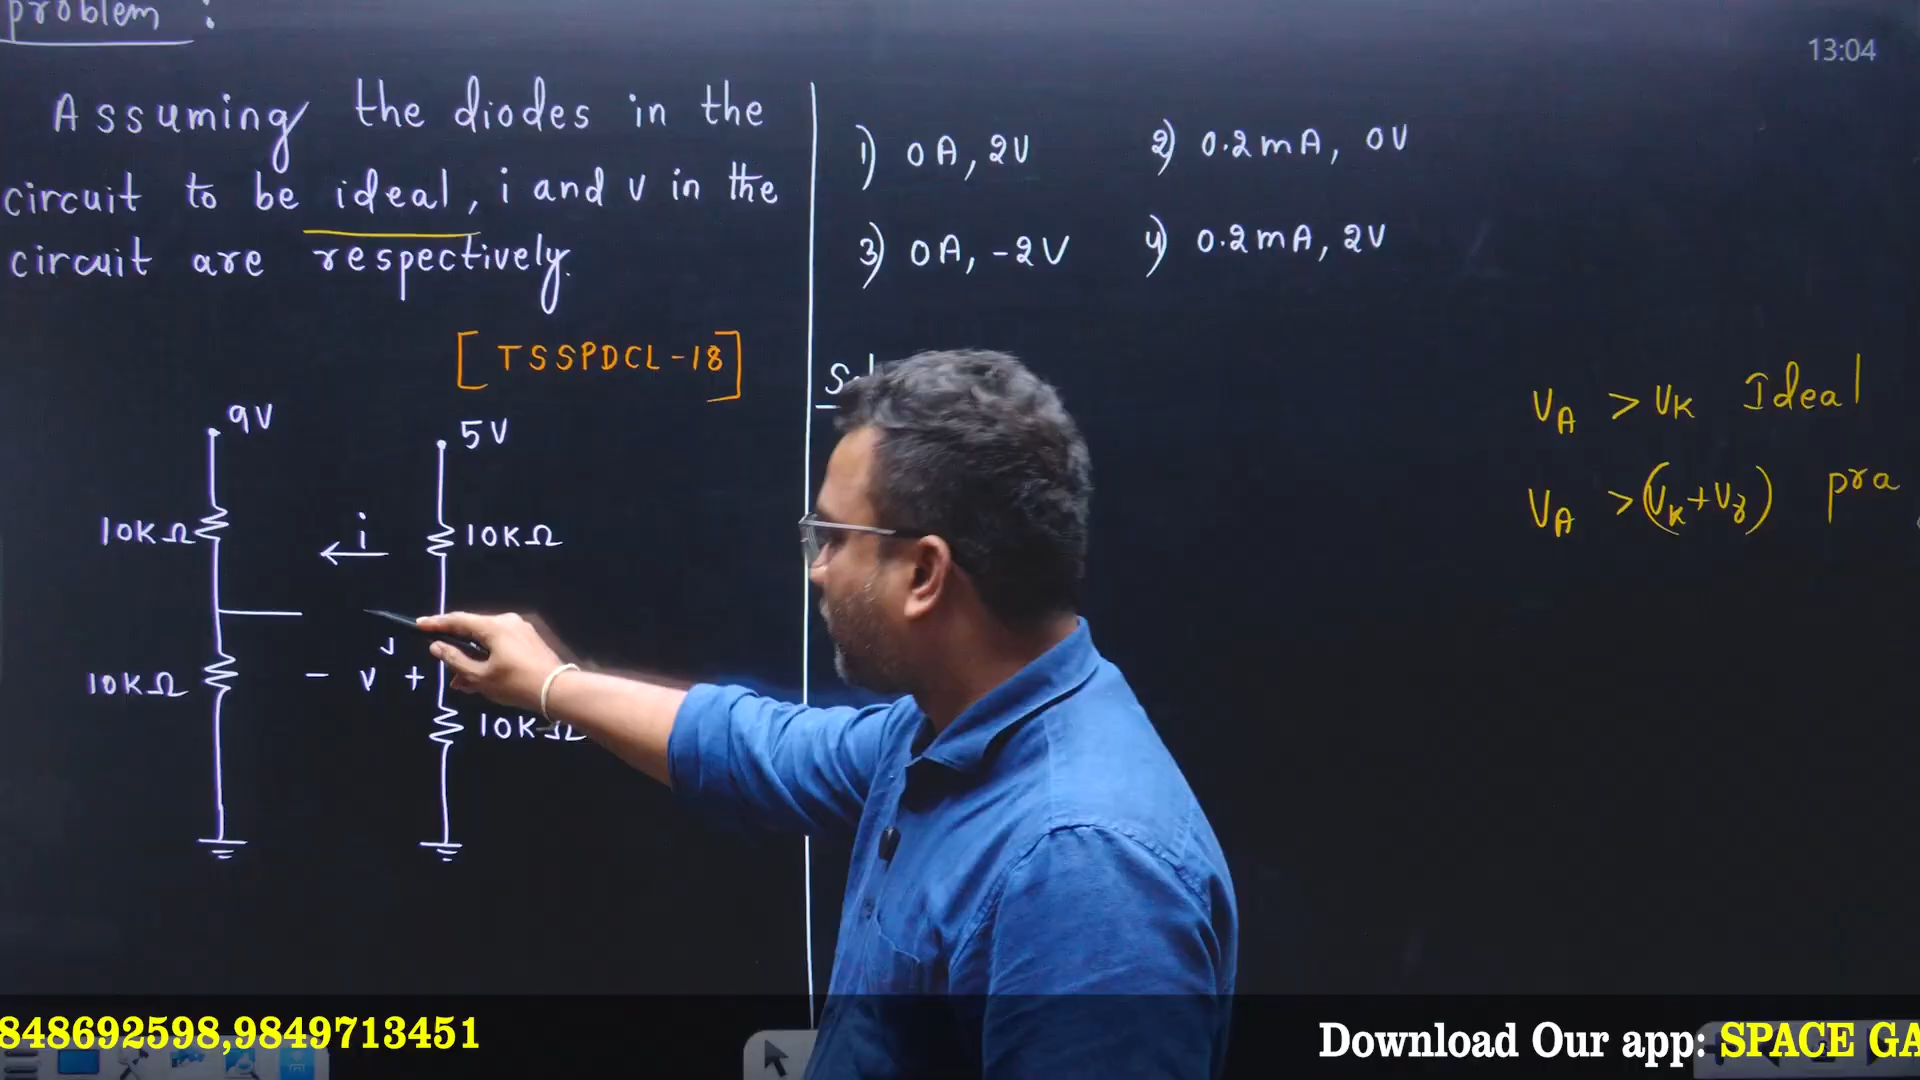 problem :
Assuming the diodes in the
circuit to be ideal, i and v in the
circuit are respectively.
[TSSPDCL-18]
9V
5V
10KΩ
i
10KΩ
10KΩ
- v +
10KΩ
1) 0A, 2V
2) 0.2mA, 0V
3) 0A, -2V
4) 0.2mA, 2V
13:04
VA > VK Ideal
VA > (VK+Vγ) pra
848692598,9849713451
Download Our app: SPACE GA